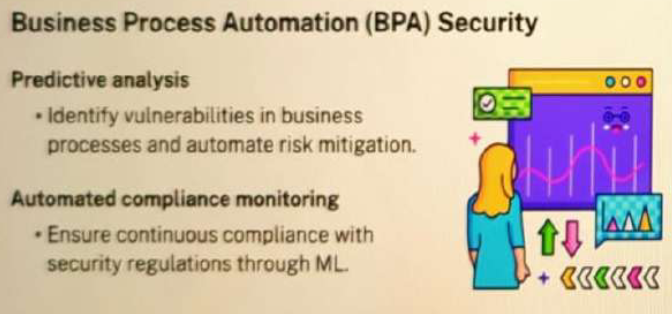 Business Process Automation (BPA) Security
Predictive analysis
• Identify vulnerabilities in business
processes and automate risk mitigation.
Automated compliance monitoring
• Ensure continuous compliance with
security regulations through ML.